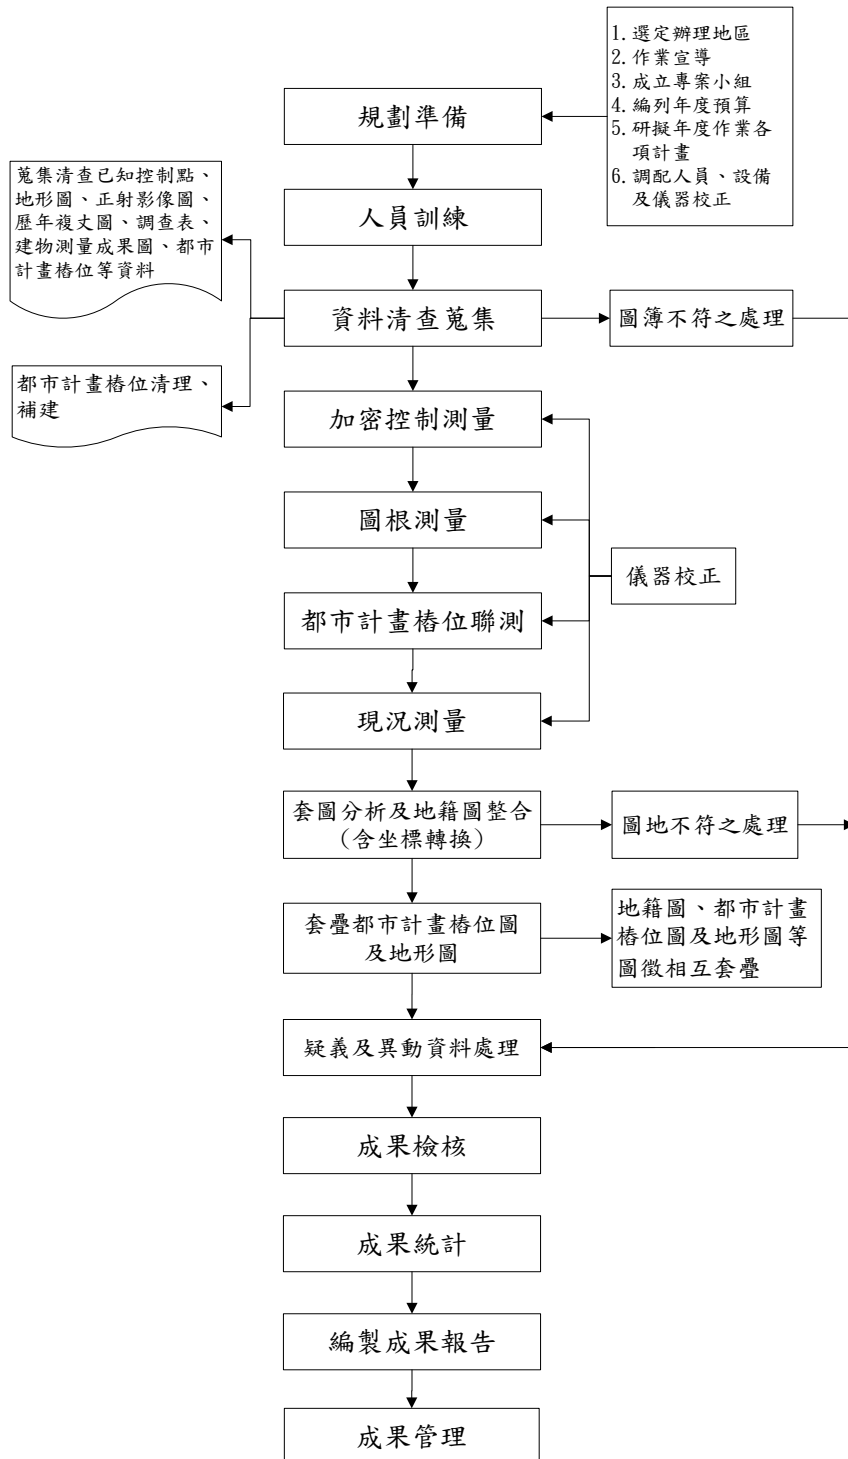 1. 選定辦理地區
2. 作業宣導
3. 成立專案小組
4. 編列年度預算
5. 研擬年度作業各
項計畫
6. 調配人員、設備
及儀器校正
規劃準備
人員訓練
蒐集清查已知控制點、
地形圖、正射影像圖、
歷年複丈圖、調查表、
建物測量成果圖、都市
計畫樁位等資料
資料清查蒐集
圖簿不符之處理
都市計畫樁位清理、
補建
加密控制測量
圖根測量
儀器校正
都市計畫樁位聯測
現況測量
套圖分析及地籍圖整合
(含坐標轉換)
圖地不符之處理
套疊都市計畫樁位圖
及地形圖
地籍圖、都市計畫
樁位圖及地形圖等
圖徵相互套疊
疑義及異動資料處理
成果檢核
成果統計
編製成果報告
成果管理